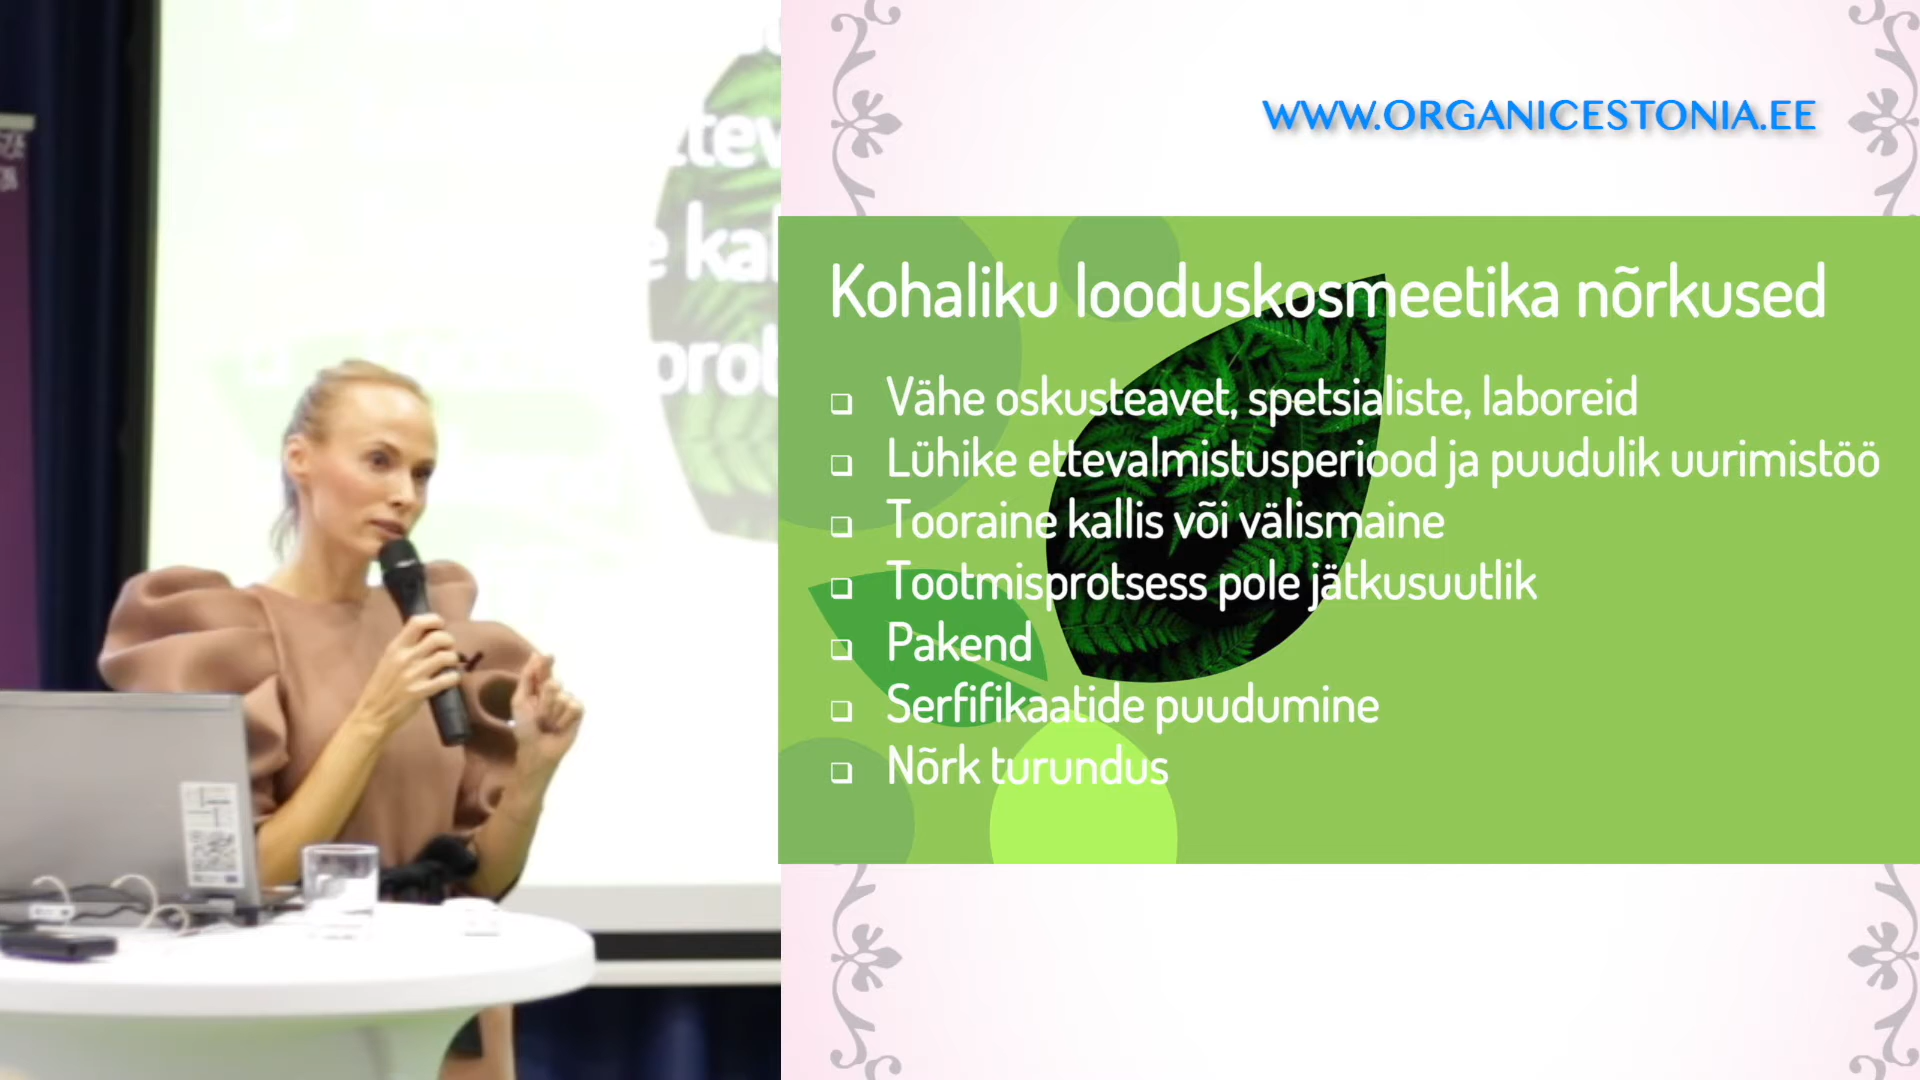 WWW.ORGANICESTONIA.EE
Kohaliku looduskosmeetika nõrkused
Vähe oskusteavet, spetsialiste, laboreid
Lühike ettevalmistusperiood ja puudulik uurimistöö
Tooraine kallis või välismaine
Tootmisprotsess pole jätkusuutlik
Pakend
Serfifikaatide puudumine
Nõrk turundus